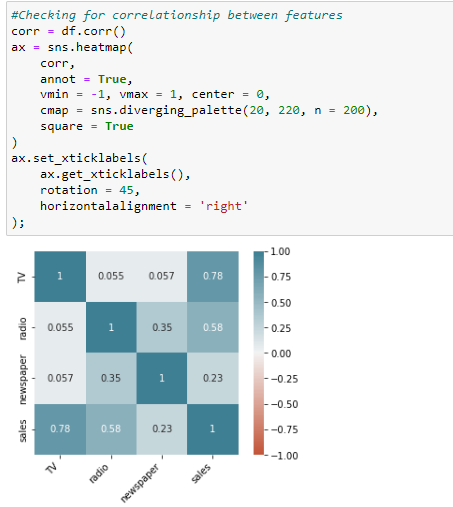 #Checking for correlationship between features
corr = df.corr()
ax = sns.heatmap(
    corr,
    annot = True,
    vmin = -1, vmax = 1, center = 0,
    cmap = sns.diverging_palette(20, 220, n = 200),
    square = True
)
ax.set_xticklabels(
    ax.get_xticklabels(),
    rotation = 45,
    horizontalalignment = 'right'
);
TV 1 0.055 0.057 0.78
radio 0.055 1 0.35 0.58
newspaper 0.057 0.35 1 0.23
sales 0.78 0.58 0.23 1
TV radio newspaper sales
1.00
0.75
0.50
0.25
0.00
−0.25
−0.50
−0.75
−1.00